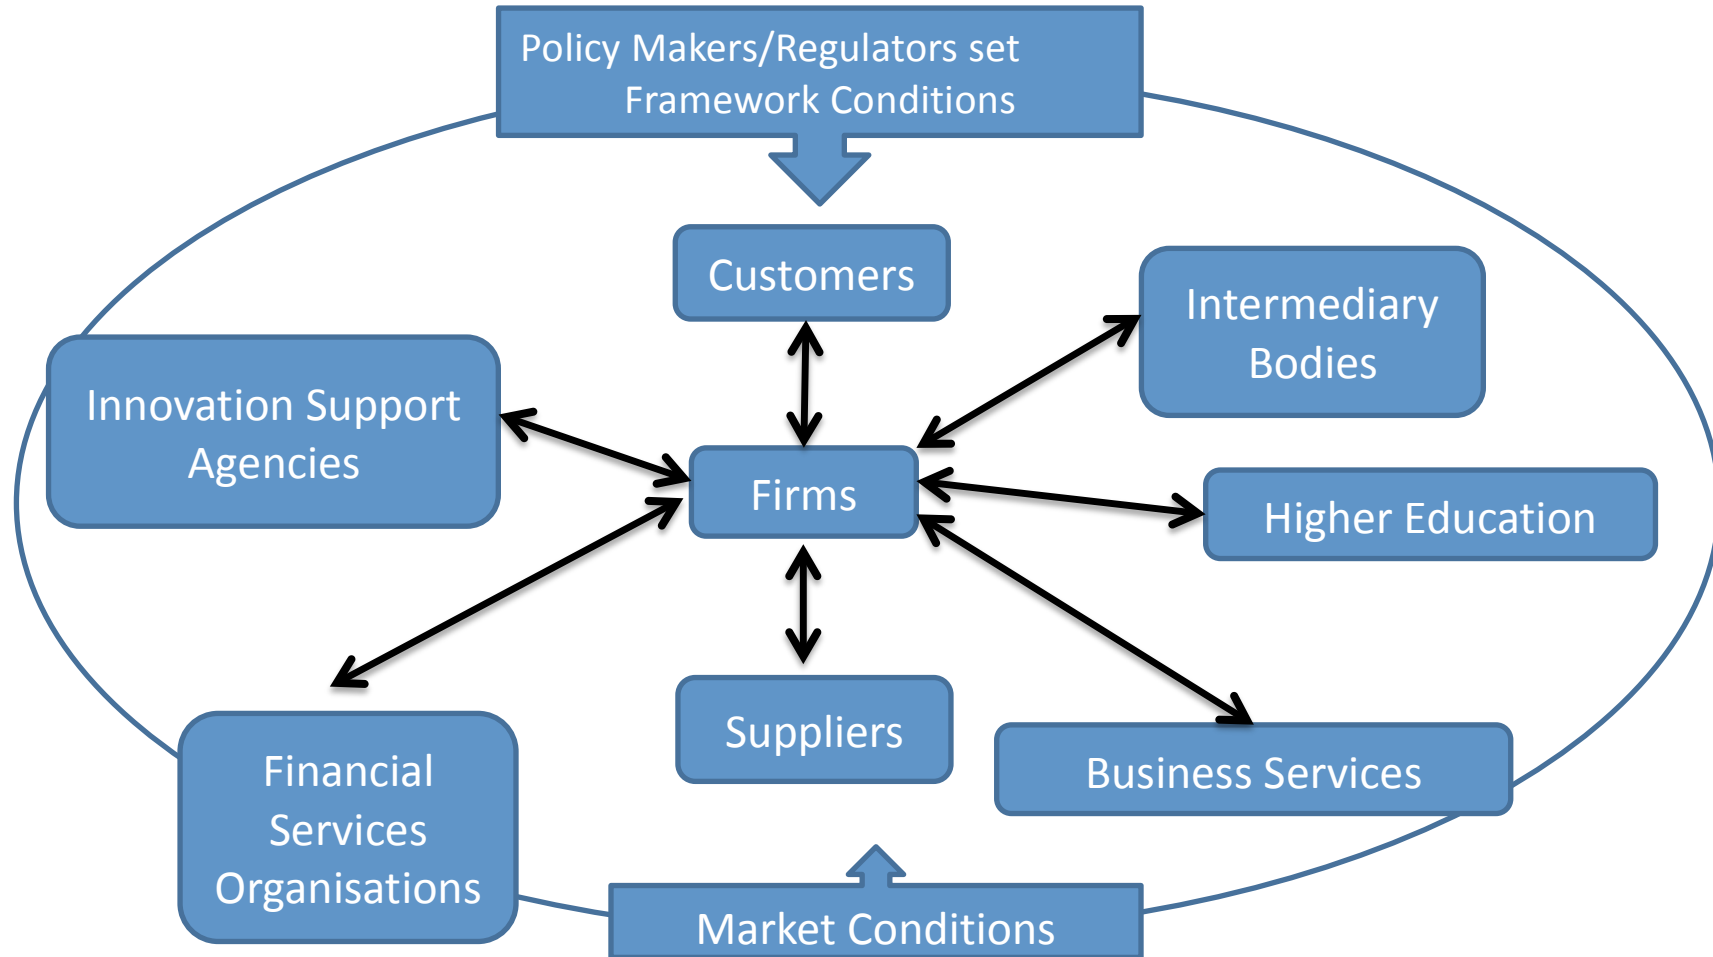 Policy Makers/Regulators set
Framework Conditions
Customers
Intermediary
Bodies
Innovation Support
Agencies
Firms
Higher Education
Suppliers
Business Services
Financial
Services
Organisations
Market Conditions